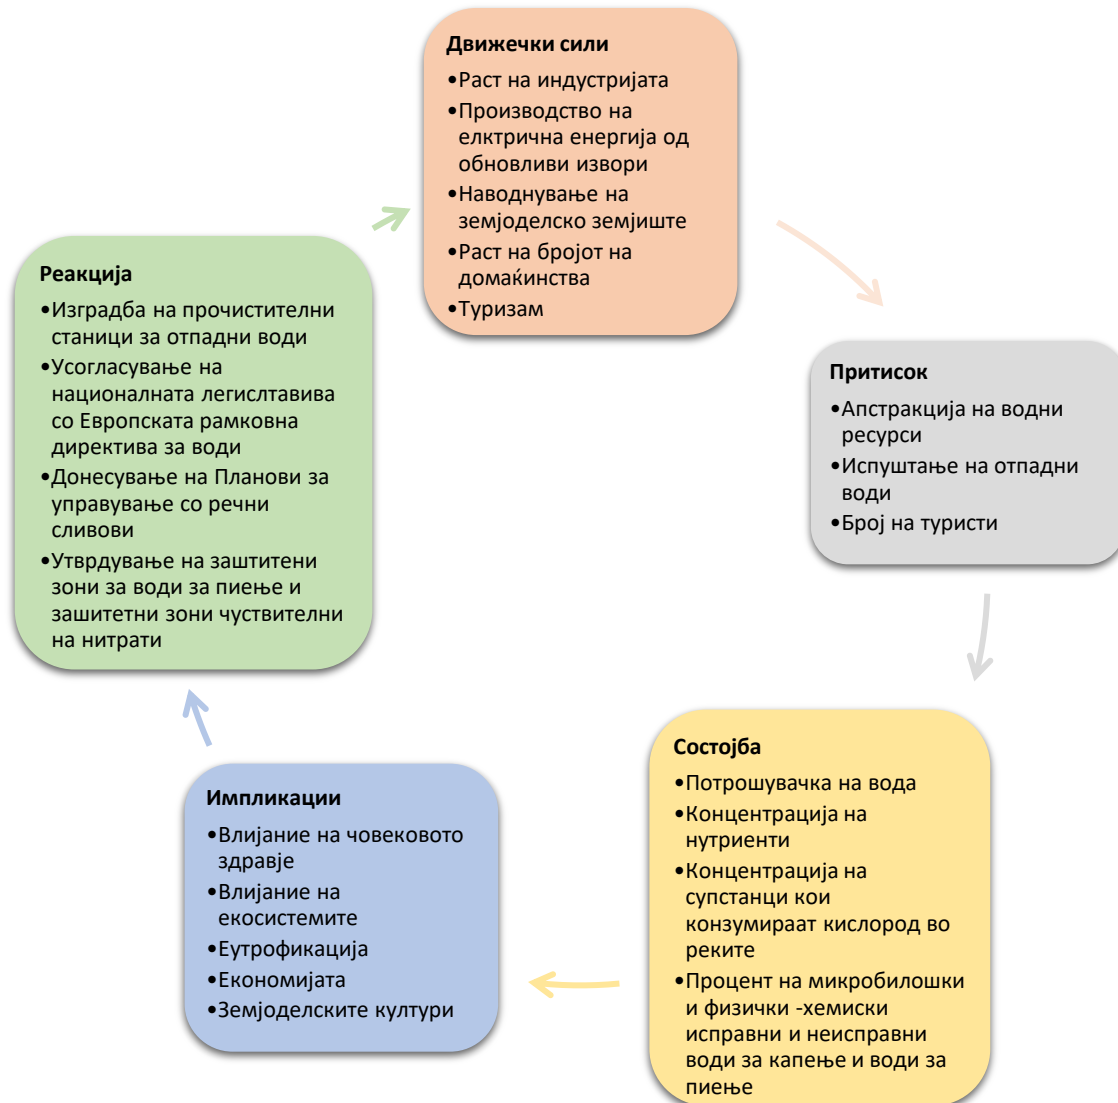 Движечки сили
•Раст на индустријата
•Производство на
елктрична енергија од
обновливи извори
•Наводнување на
земјоделско земјиште
•Раст на бројот на
домаќинства
•Туризам
Притисок
•Апстракција на водни
ресурси
•Испуштање на отпадни
води
•Број на туристи
Состојба
•Потрошувачка на вода
•Концентрација на
нутриенти
•Концентрација на
супстанци кои
конзумираат кислород во
реките
•Процент на микробилошки
и физички -хемиски
исправни и неисправни
води за капење и води за
пиење
Импликации
•Влијание на човековото
здравје
•Влијание на
екосистемите
•Еутрофикација
•Економијата
•Земјоделските култури
Реакција
•Изградба на прочистителни
станици за отпадни води
•Усогласување на
националната легислтавива
со Европската рамковна
директива за води
•Донесување на Планови за
управување со речни
сливови
•Утврдување на заштитени
зони за води за пиење и
зашитетни зони чуствителни
на нитрати